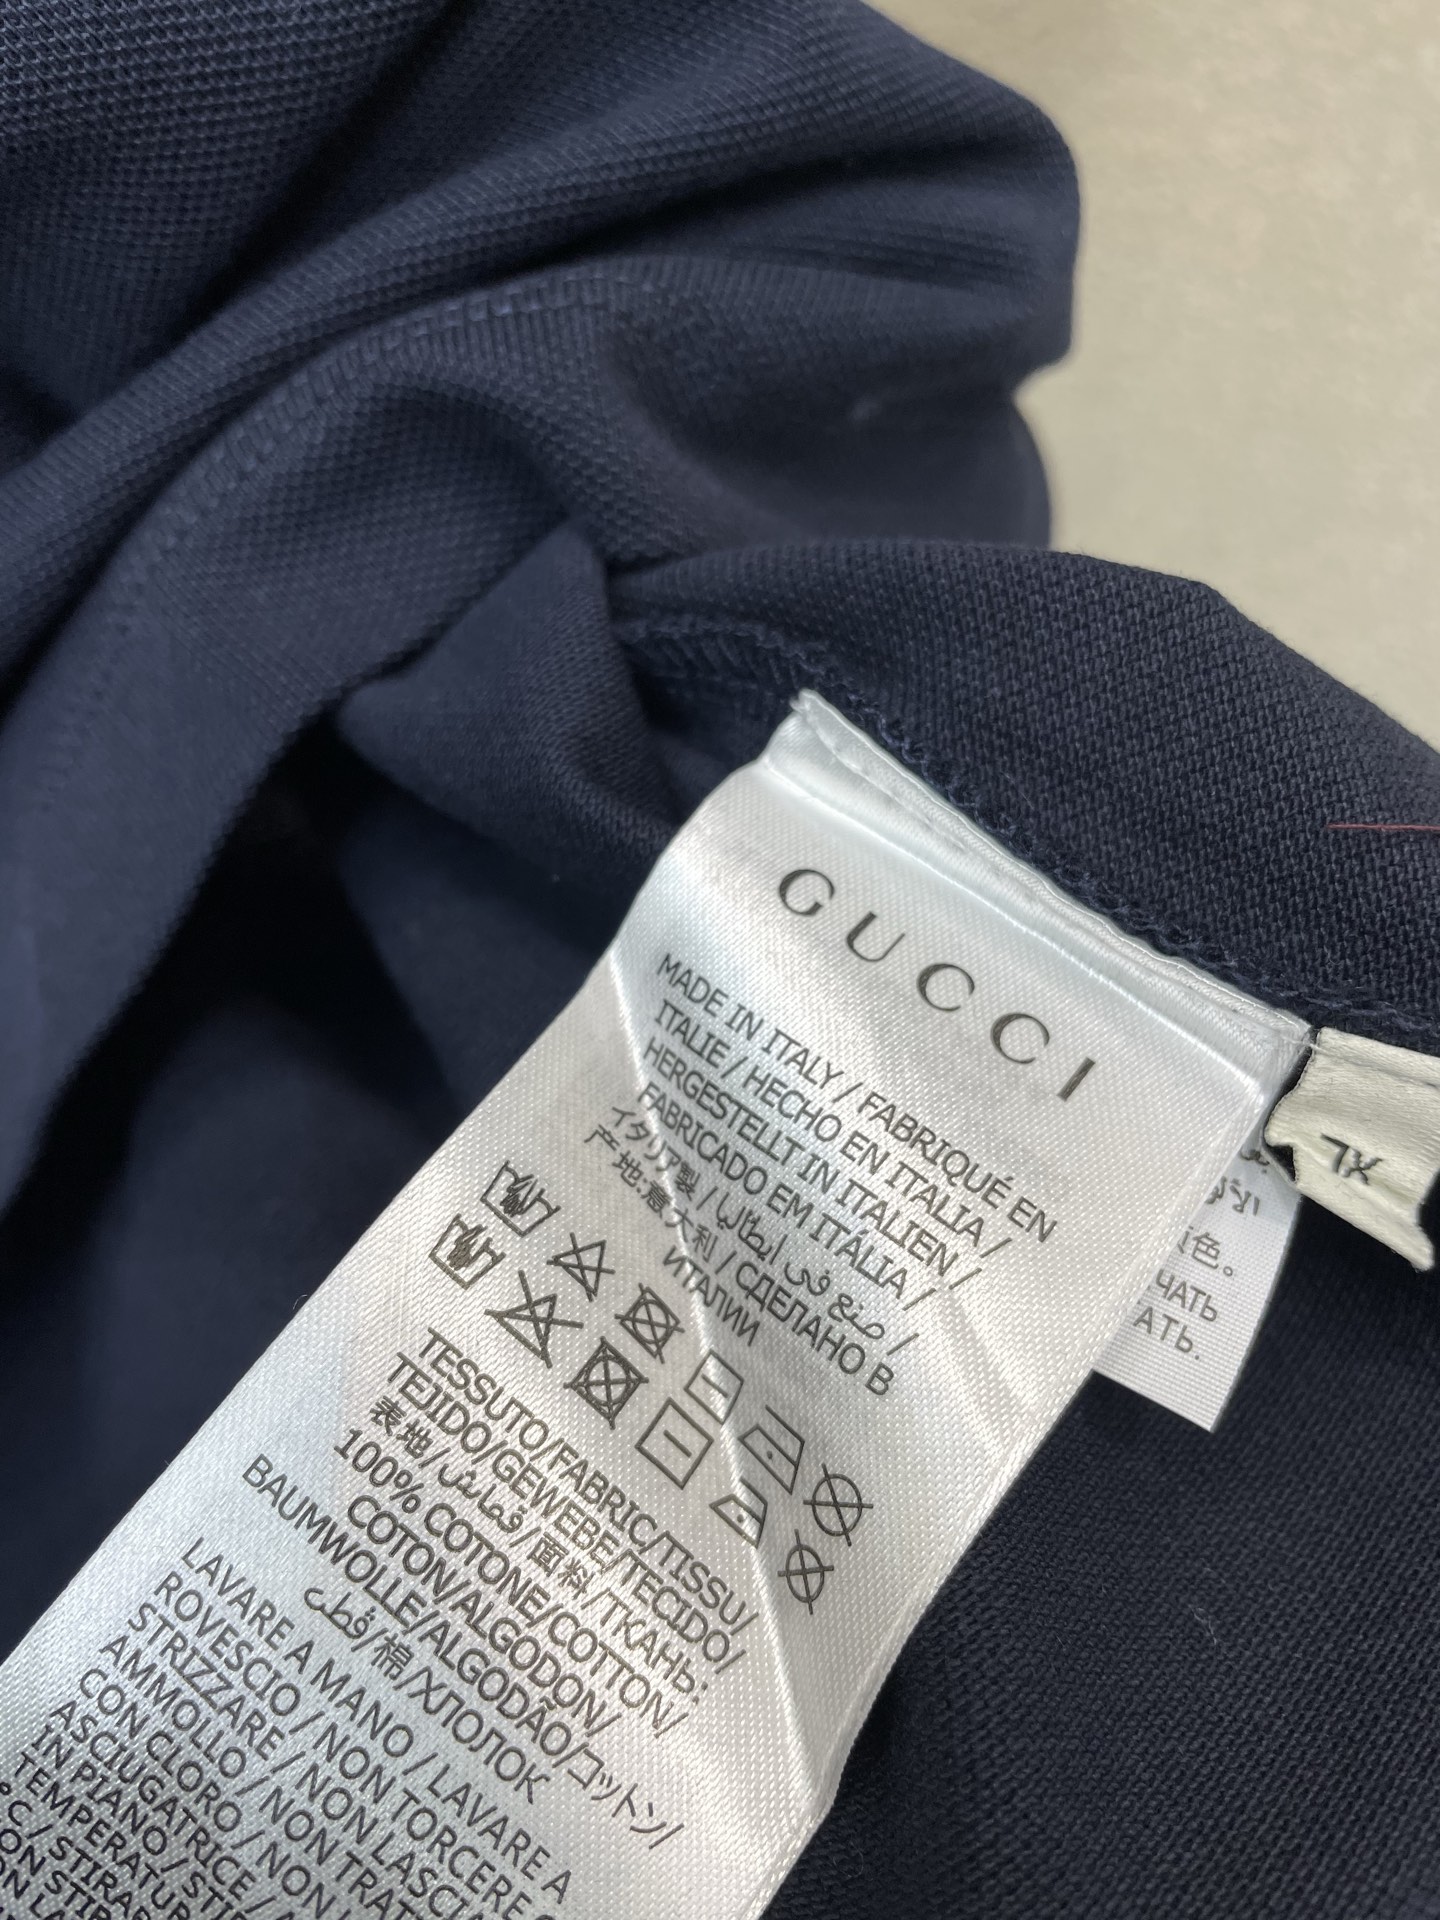 GUCCI
MADE IN ITALY / FABRIQUÉ EN
ITALIE / HECHO EN ITALIA /
HERGESTELLT IN ITALIEN /
FABRICADO EM ITÁLIA /
イタリア製 / صنع في ايطاليا /
产地:意大利 / СДЕЛАНО В
ИТАЛИИ
TESSUTO/FABRIC/TISSU/
TEJIDO/GEWEBE/TECIDO/
表地/قماش/面料/ТКАНЬ:
100% COTONE/COTTON/
COTON/ALGODON/
BAUMWOLLE/ALGODÃO/コットン/
قطن/棉/ХЛОПОК
LAVARE A MANO / LAVARE A
ROVESCIO / NON TORCERE
STRIZZARE / NON
AMMOLLO / NON
CON CLORO / NON
ASCIUGATRICE /
IN PIANO /
XL
色。
ЧАТЬ
АТЬ.